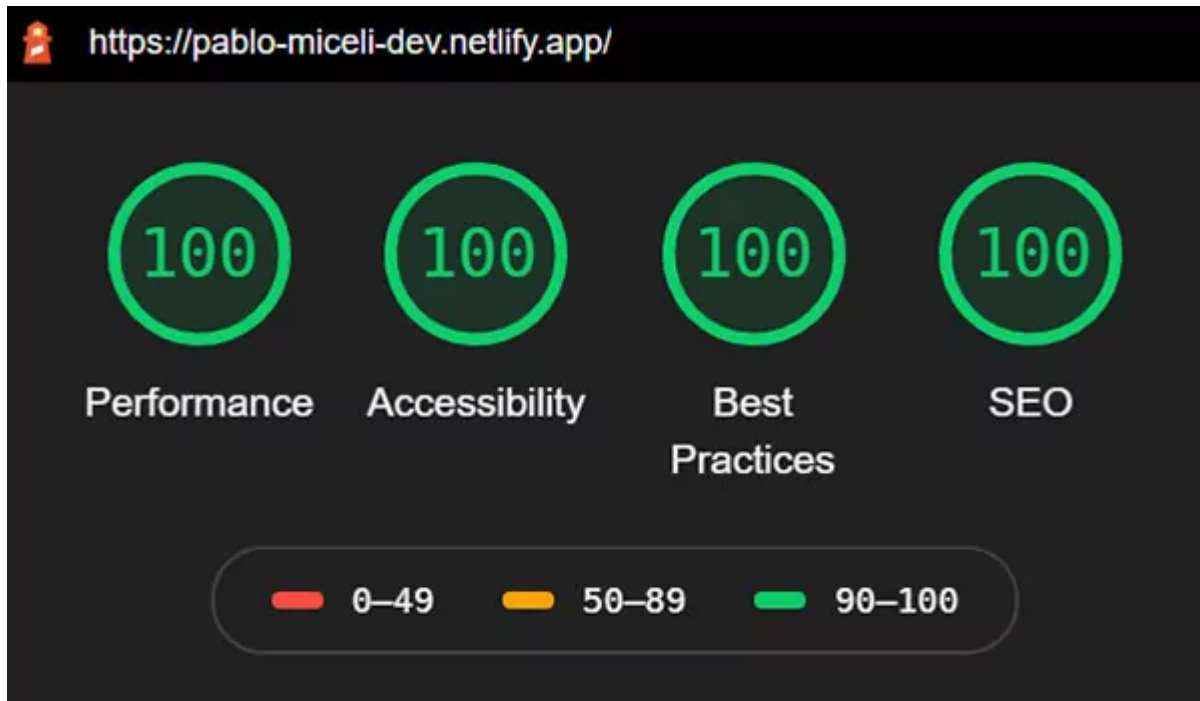 https://pablo-miceli-dev.netlify.app/
100 100 100 100
Performance Accessibility Best Practices SEO
0–49 50–89 90–100